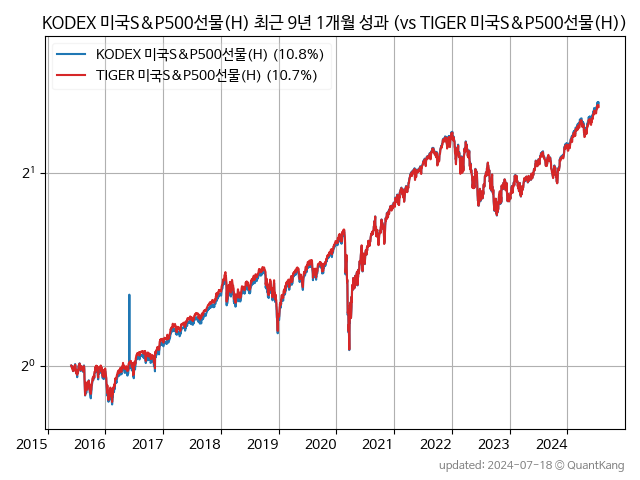 KODEX 미국S&P500선물(H) 최근 9년 1개월 성과 (vs TIGER 미국S&P500선물(H))
KODEX 미국S&P500선물(H) (10.8%)
TIGER 미국S&P500선물(H) (10.7%)
2¹
2⁰
2015 2016 2017 2018 2019 2020 2021 2022 2023 2024
updated: 2024-07-18 © QuantKang